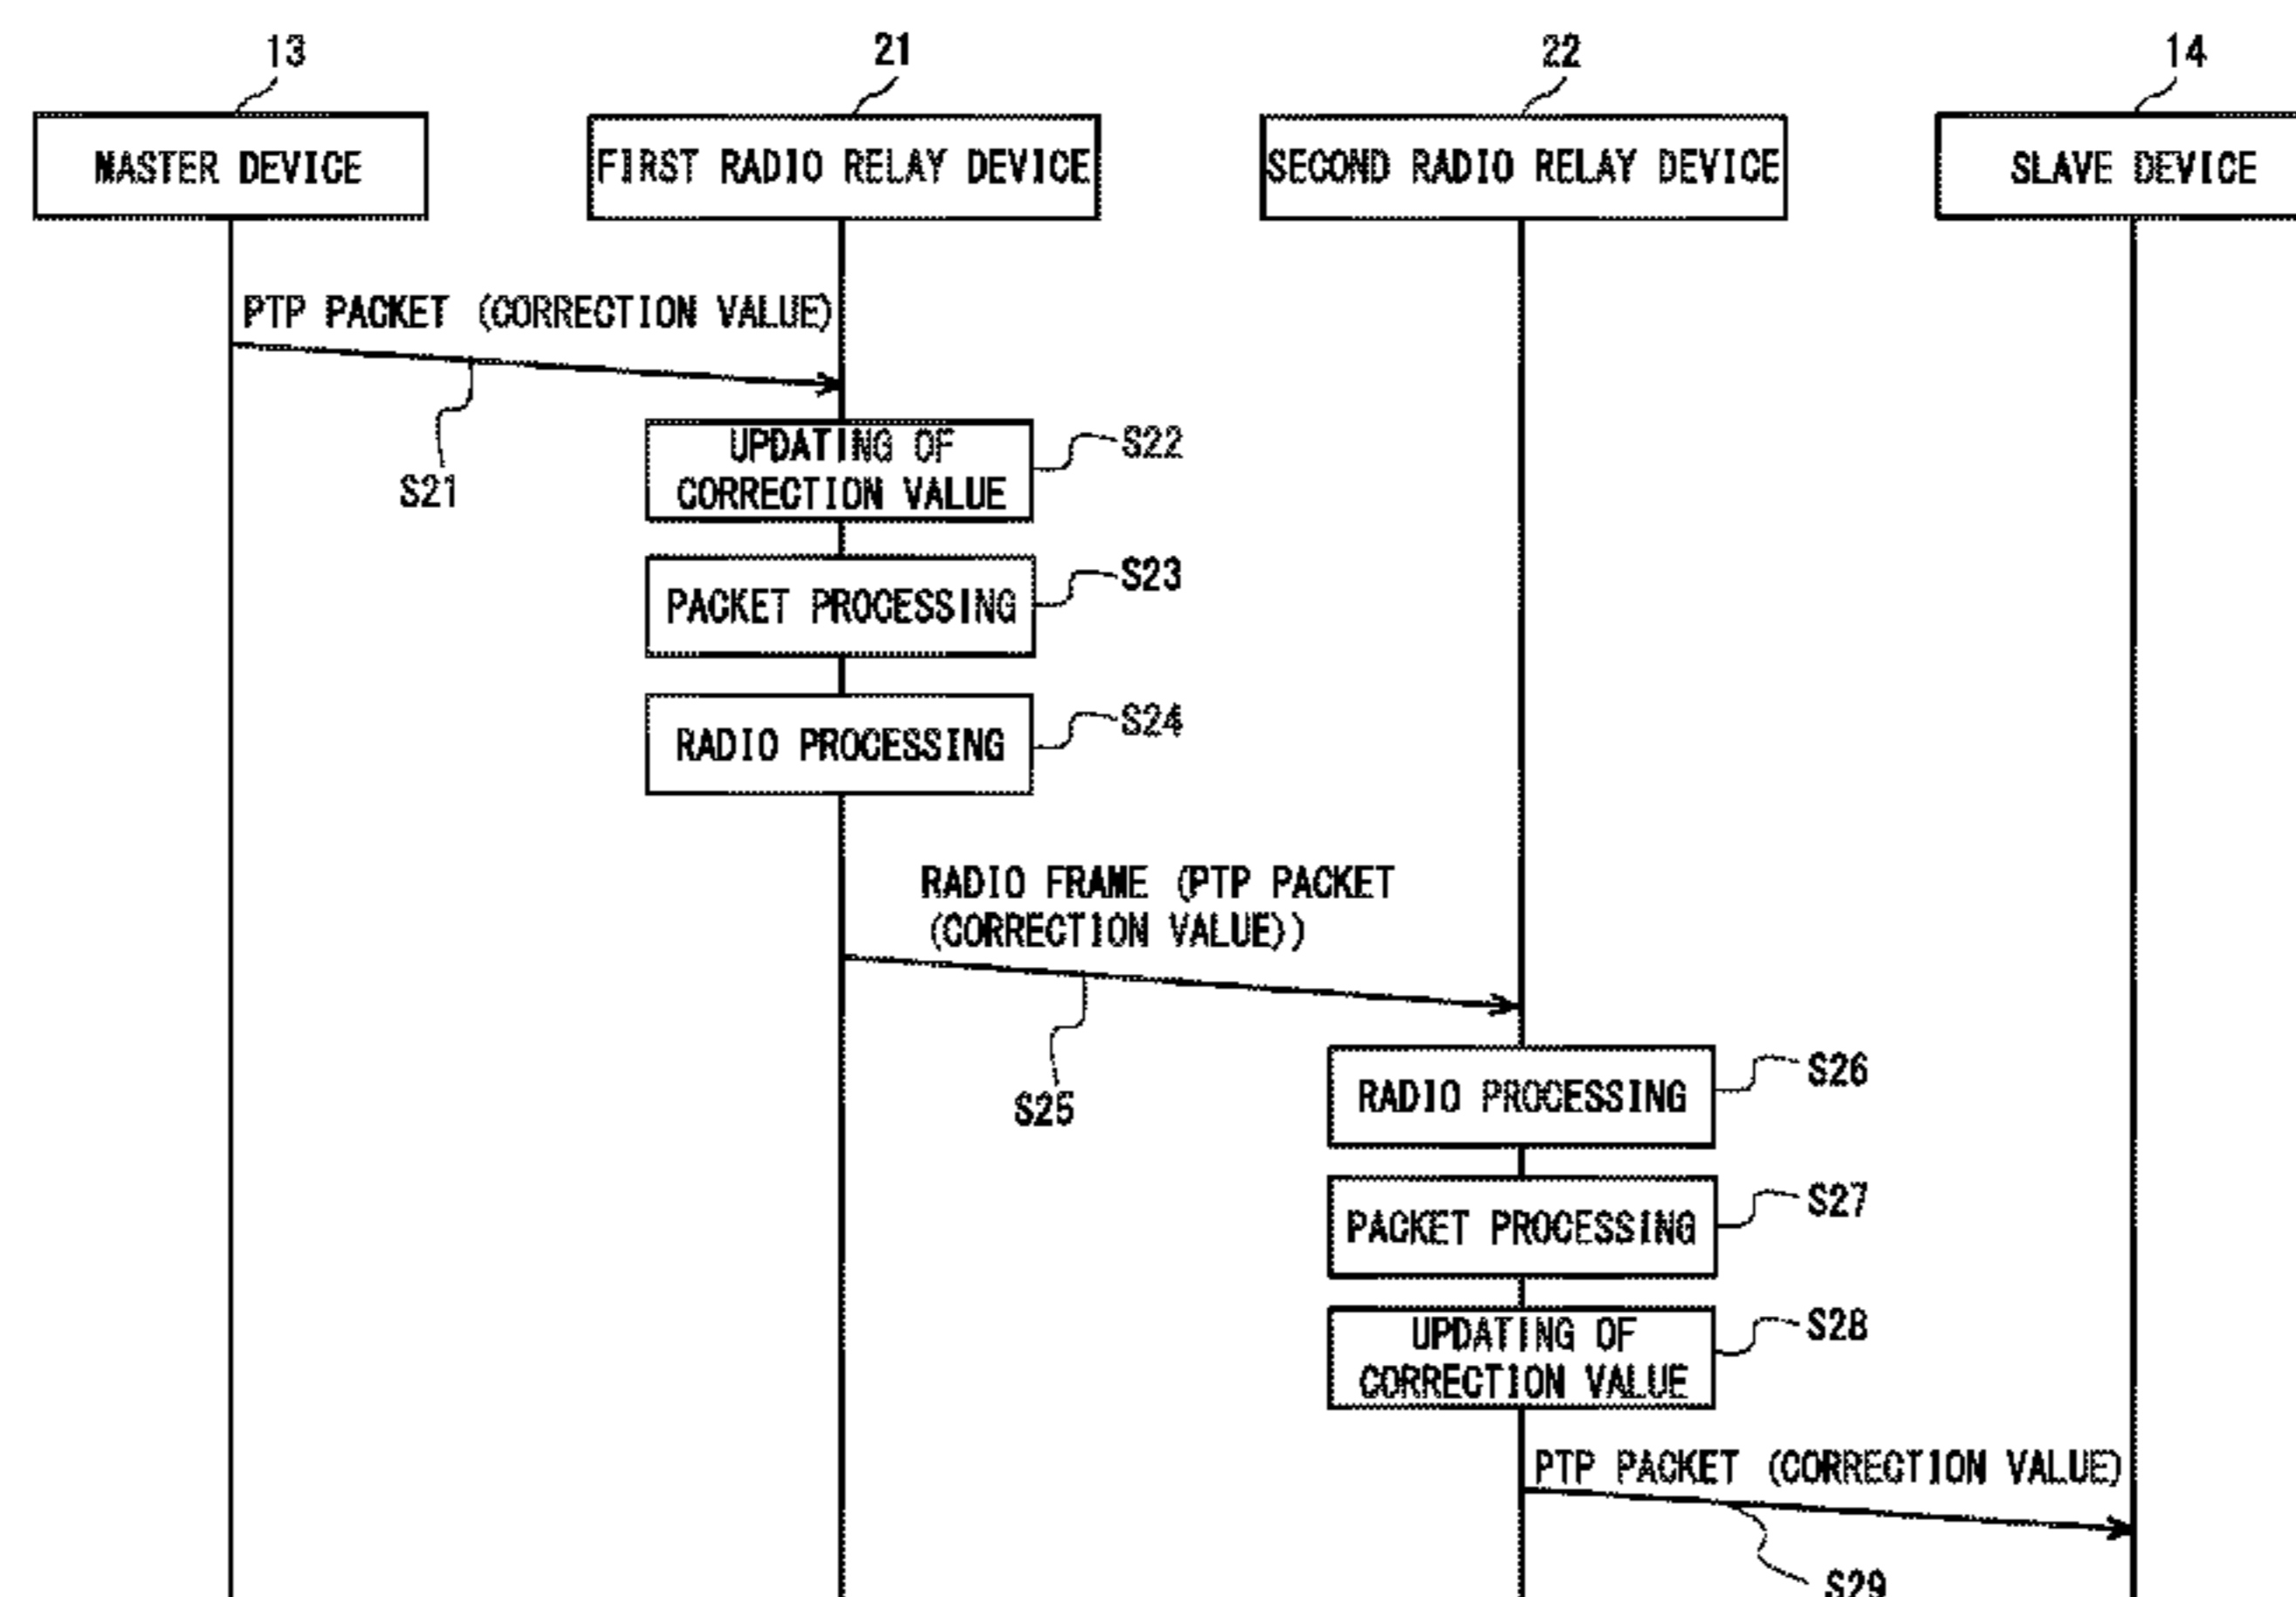 13
21
22
14
MASTER DEVICE
FIRST RADIO RELAY DEVICE
SECOND RADIO RELAY DEVICE
SLAVE DEVICE
PTP PACKET (CORRECTION VALUE)
S21
UPDATING OF
CORRECTION VALUE
S22
PACKET PROCESSING
S23
RADIO PROCESSING
S24
RADIO FRAME (PTP PACKET
(CORRECTION VALUE))
S25
RADIO PROCESSING
S26
PACKET PROCESSING
S27
UPDATING OF
CORRECTION VALUE
S28
PTP PACKET (CORRECTION VALUE)
S29